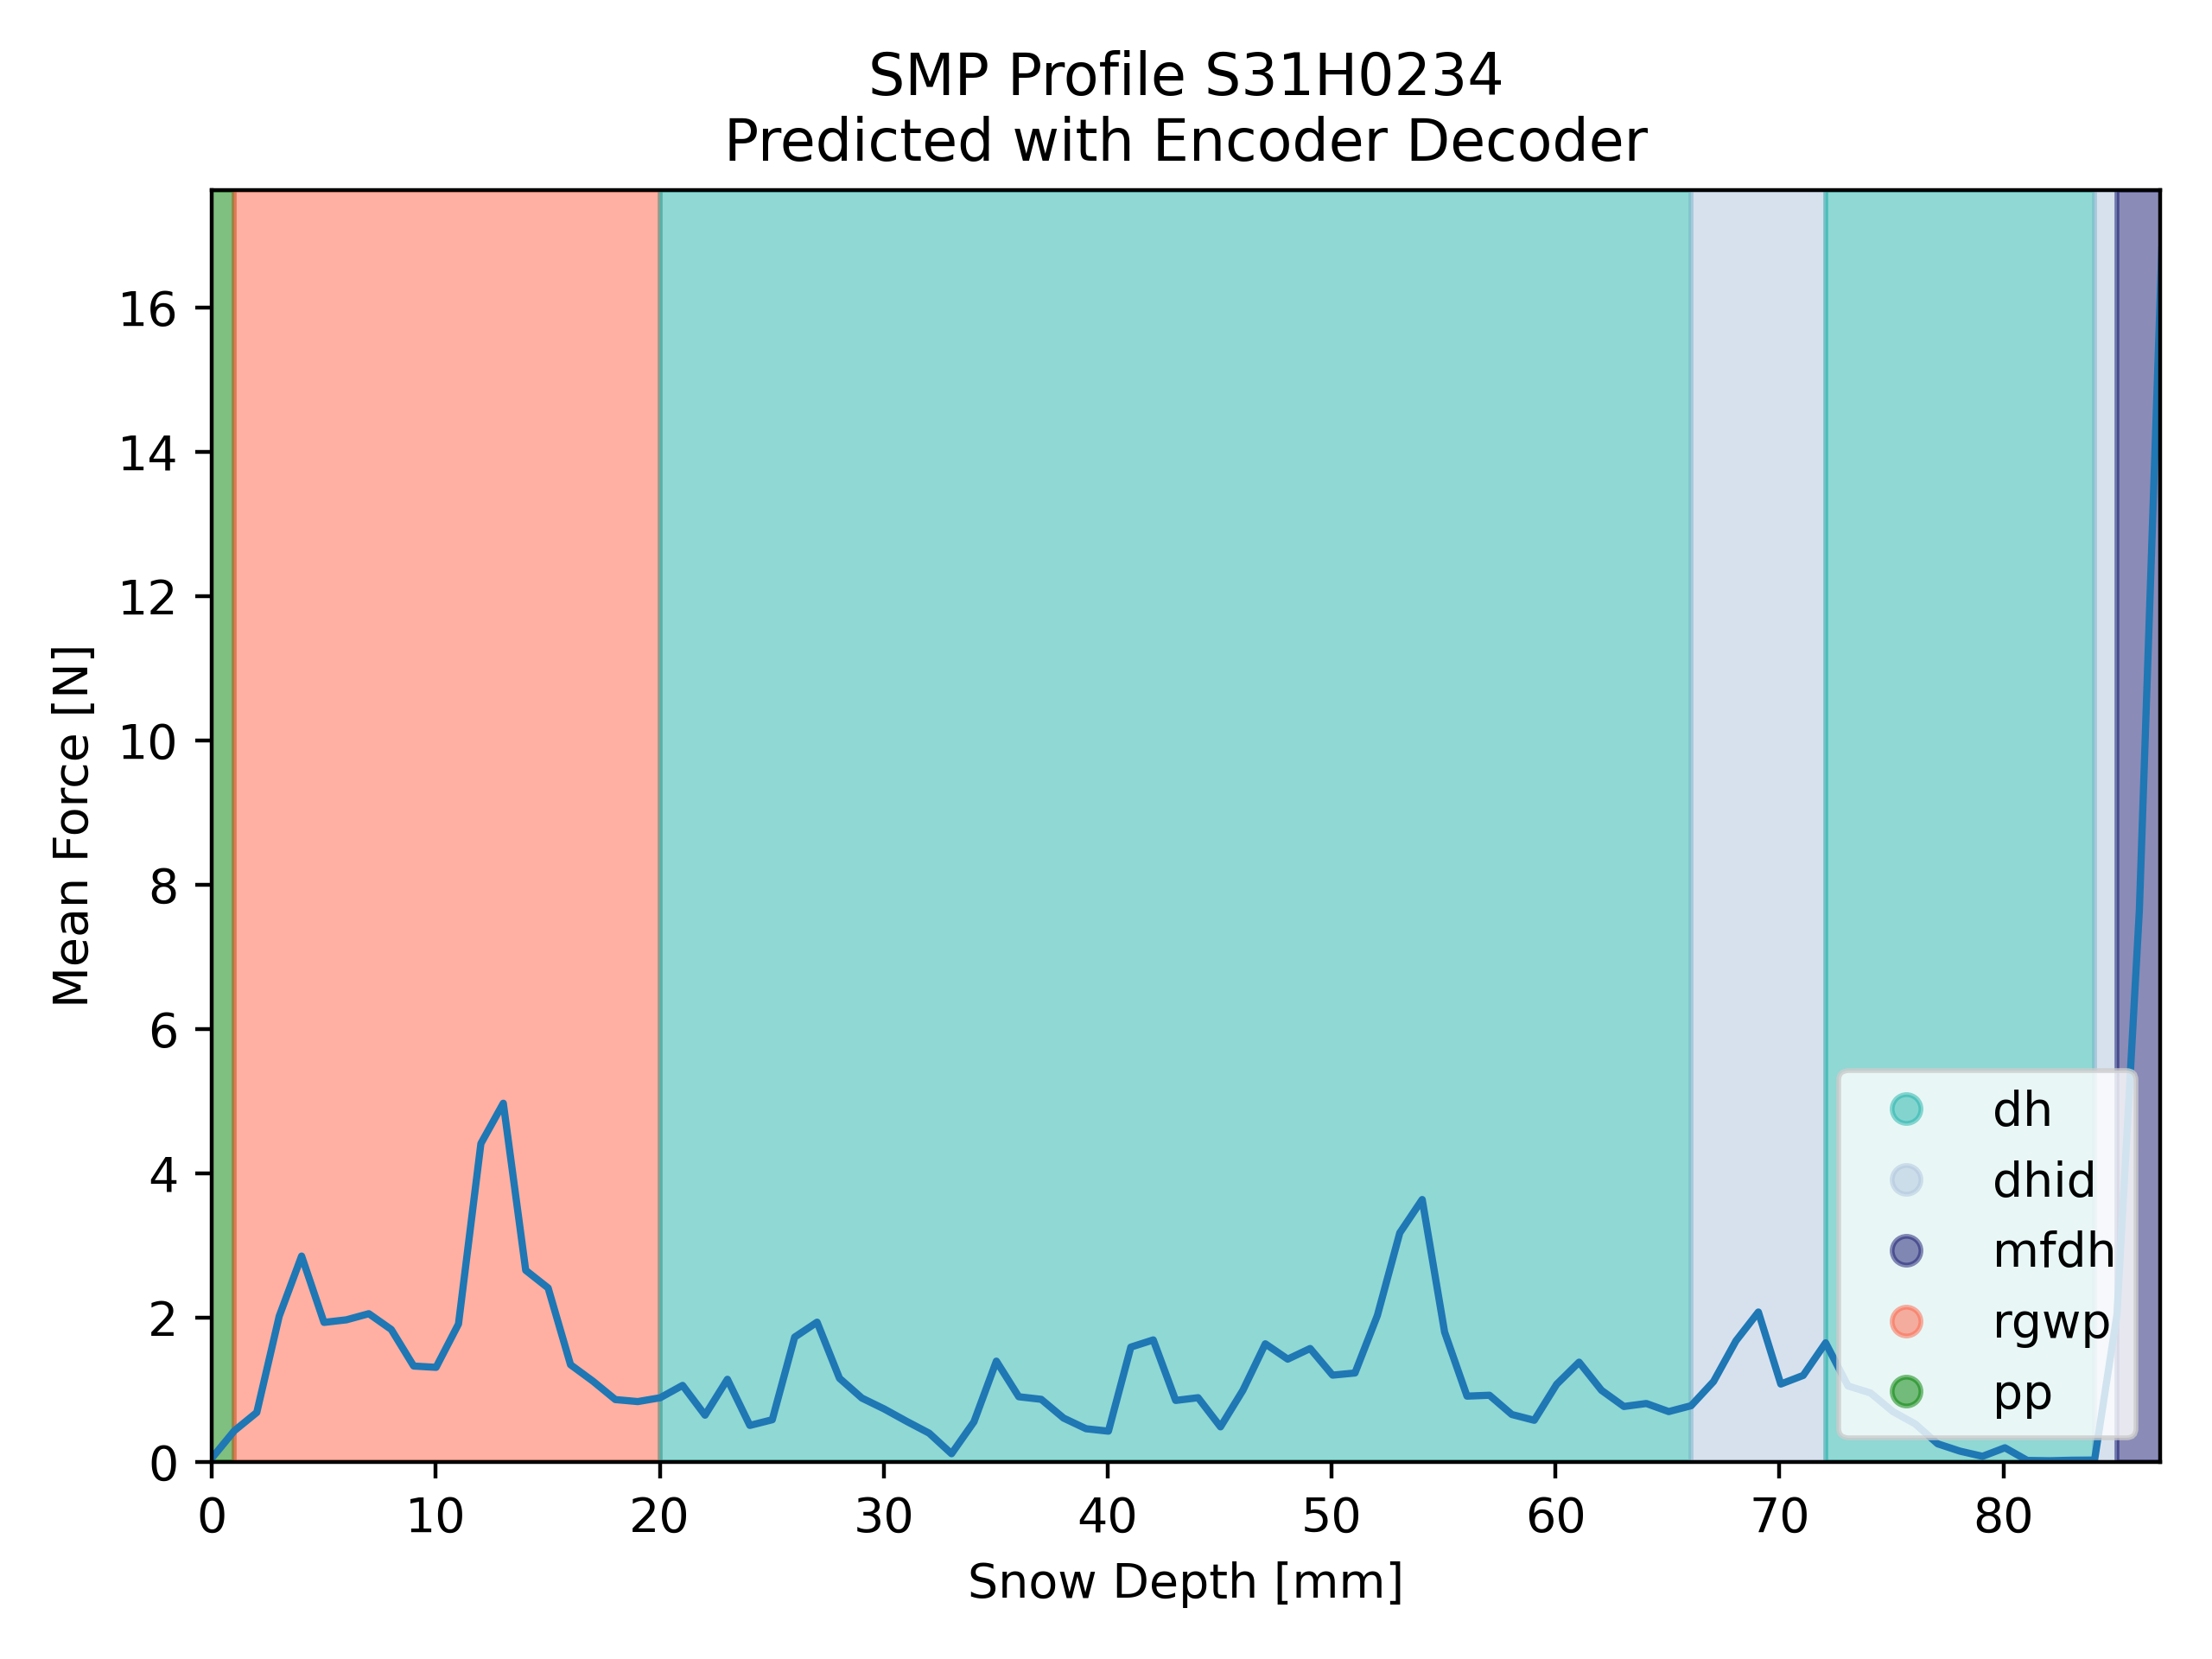 SMP Profile S31H0234
Predicted with Encoder Decoder
16
14
12
10
8
6
4
2
0
Mean Force [N]
dh
dhid
mfdh
rgwp
pp
0 10 20 30 40 50 60 70 80
Snow Depth [mm]